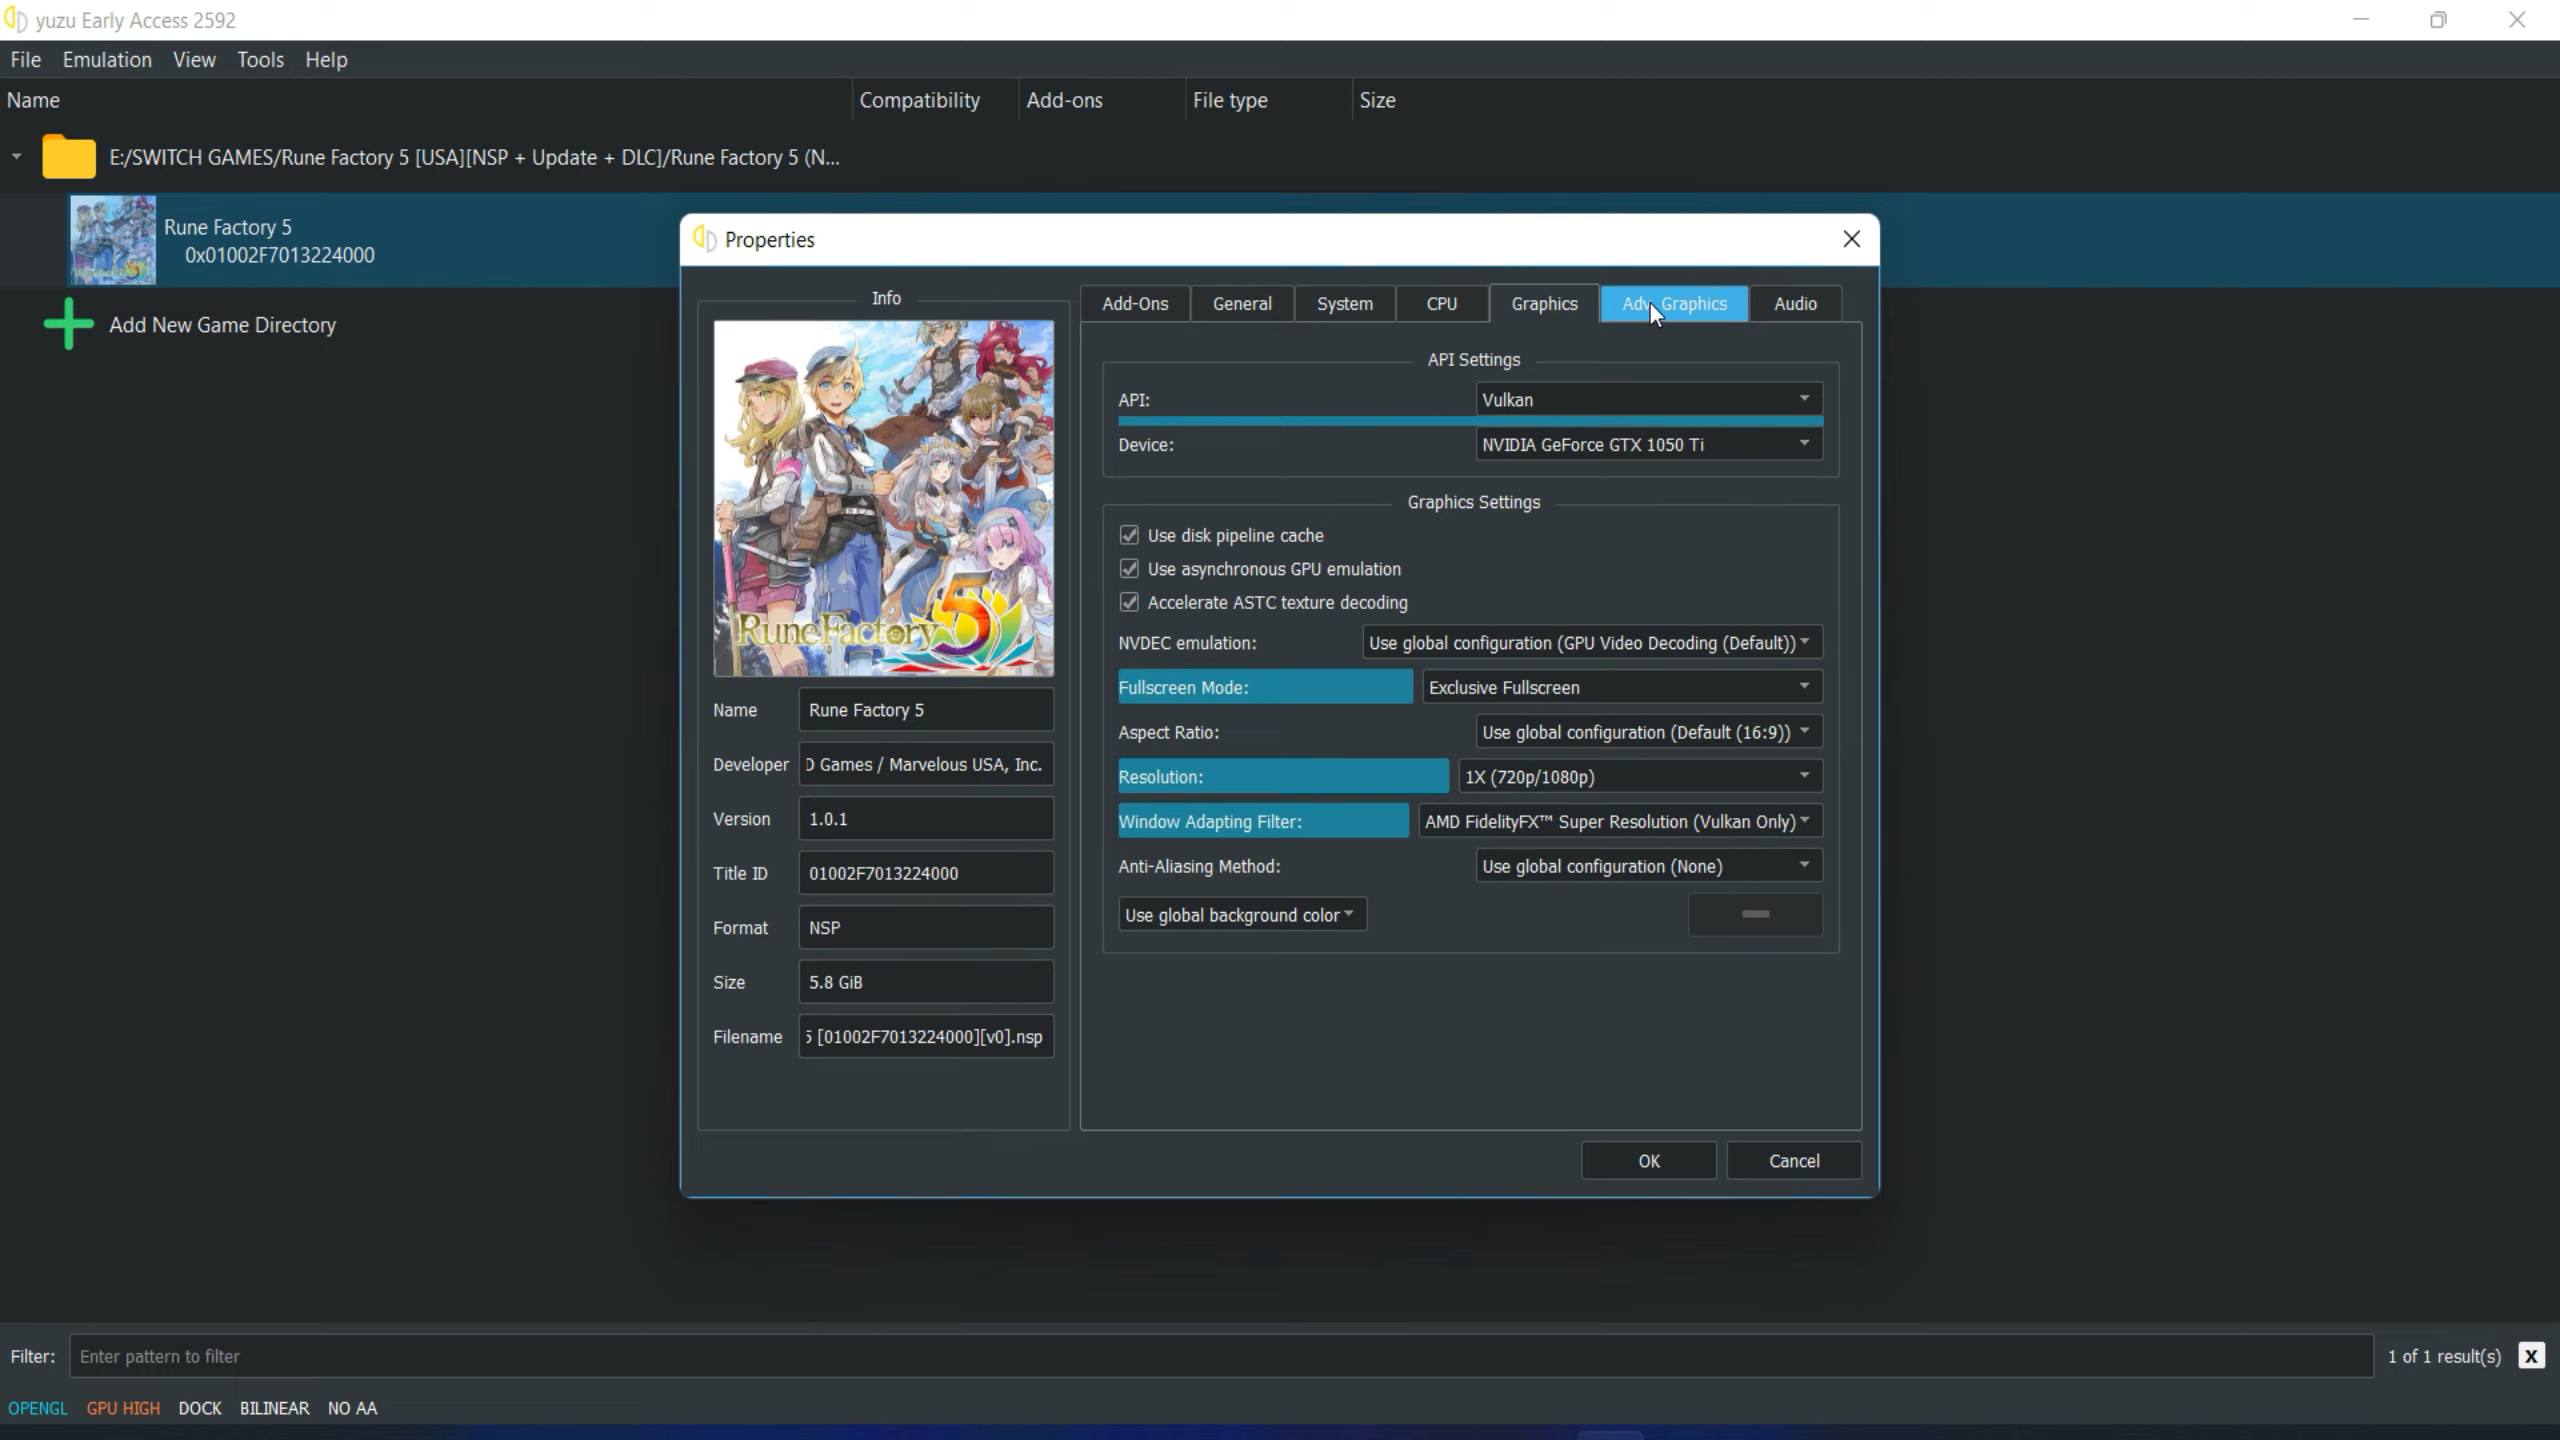 yuzu Early Access 2592
File Emulation View Tools Help
Name Compatibility Add-ons File type Size
E:/SWITCH GAMES/Rune Factory 5 [USA][NSP + Update + DLC]/Rune Factory 5 (N...
Rune Factory 5
0x01002F7013224000
Add New Game Directory
Properties
Info
Rune Factory 5
Name Rune Factory 5
Developer D Games / Marvelous USA, Inc.
Version 1.0.1
Title ID 01002F7013224000
Format NSP
Size 5.8 GiB
Filename 5 [01002F7013224000][v0].nsp
Add-Ons General System CPU Graphics Adv. Graphics Audio
API Settings
API: Vulkan
Device: NVIDIA GeForce GTX 1050 Ti
Graphics Settings
Use disk pipeline cache
Use asynchronous GPU emulation
Accelerate ASTC texture decoding
NVDEC emulation: Use global configuration (GPU Video Decoding (Default))
Fullscreen Mode: Exclusive Fullscreen
Aspect Ratio: Use global configuration (Default (16:9))
Resolution: 1X (720p/1080p)
Window Adapting Filter: AMD FidelityFX™ Super Resolution (Vulkan Only)
Anti-Aliasing Method: Use global configuration (None)
Use global background color
OK Cancel
Filter: Enter pattern to filter 1 of 1 result(s) X
OPENGL GPU HIGH DOCK BILINEAR NO AA